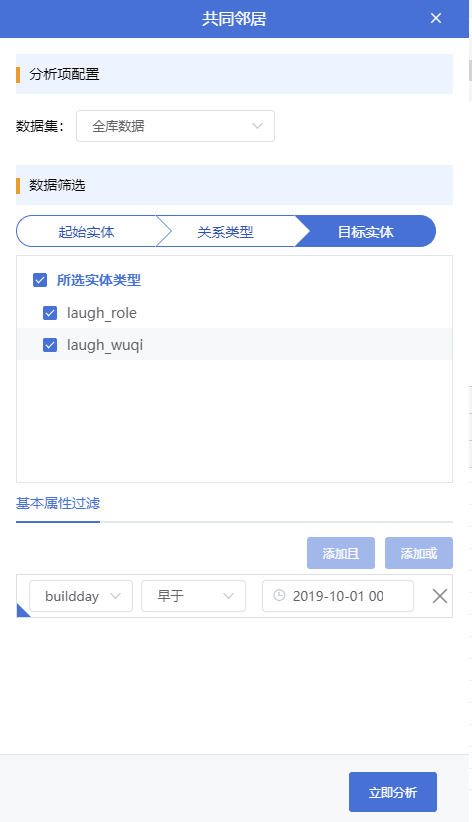 共同邻居
分析项配置
数据集： 全库数据
数据筛选
起始实体 关系类型 目标实体
所选实体类型
laugh_role
laugh_wuqi
基本属性过滤
添加且 添加或
buildday 早于 2019-10-01 00
立即分析